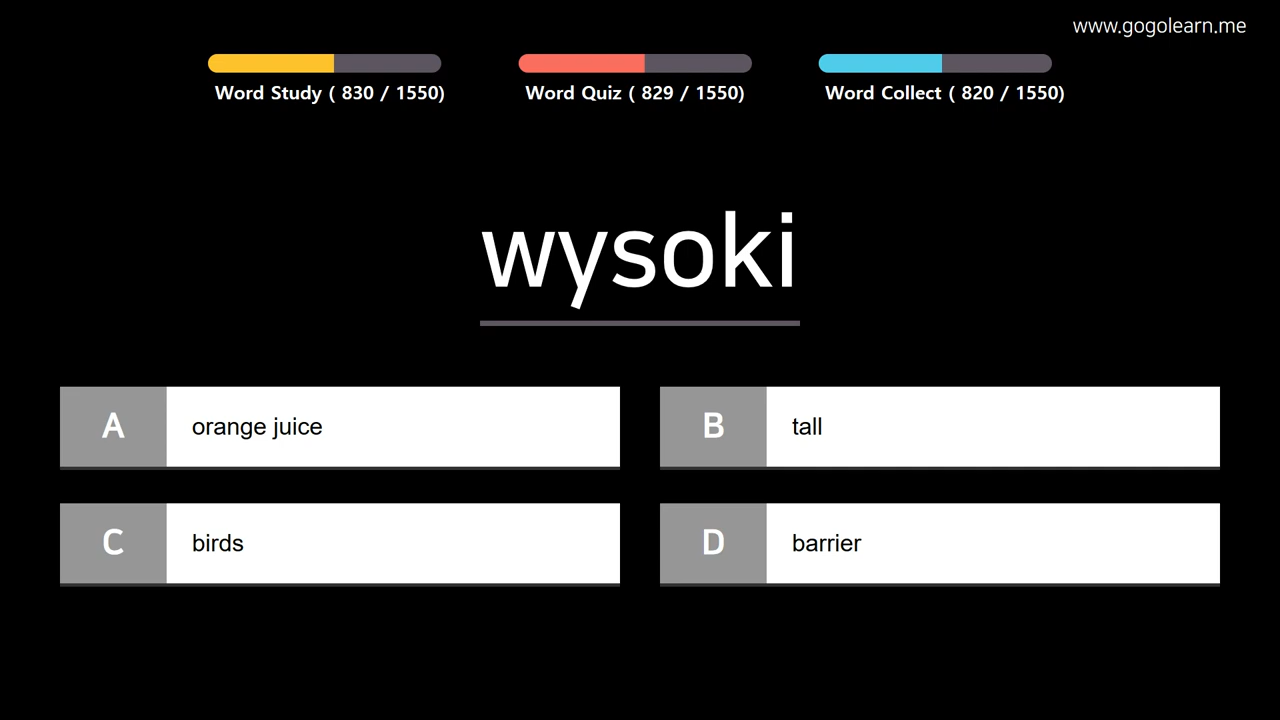 www.gogolearn.me
Word Study ( 830 / 1550)
Word Quiz ( 829 / 1550)
Word Collect ( 820 / 1550)
wysoki
A orange juice
B tall
C birds
D barrier